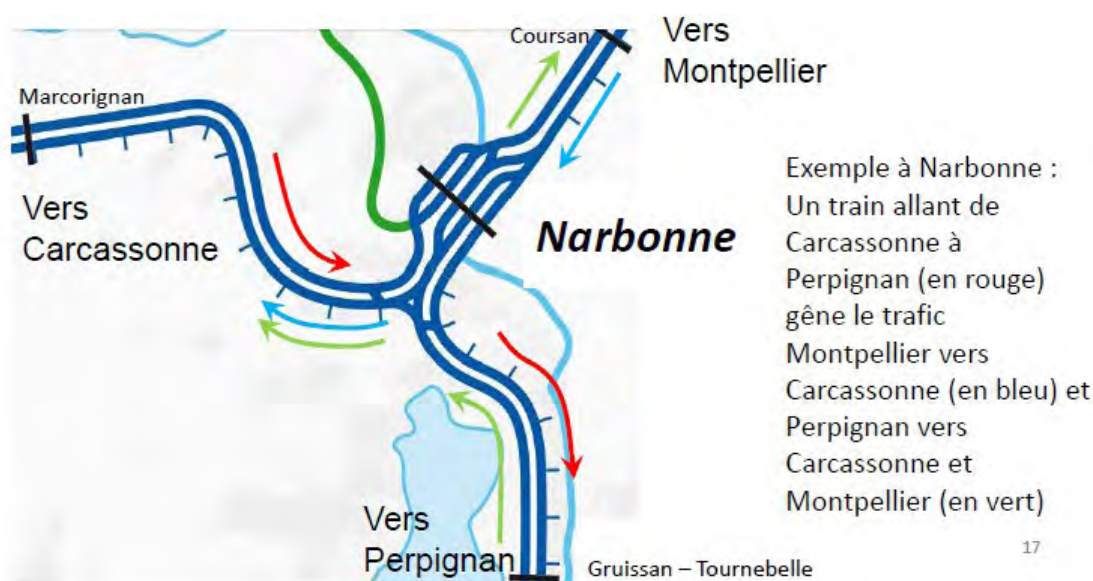 Coursan
Vers
Montpellier
Marcorignan
Vers
Carcassonne
Narbonne
Exemple à Narbonne :
Un train allant de
Carcassonne à
Perpignan (en rouge)
gêne le trafic
Montpellier vers
Carcassonne (en bleu) et
Perpignan vers
Carcassonne et
Montpellier (en vert)
Vers
Perpignan
Gruissan – Tournebelle
17